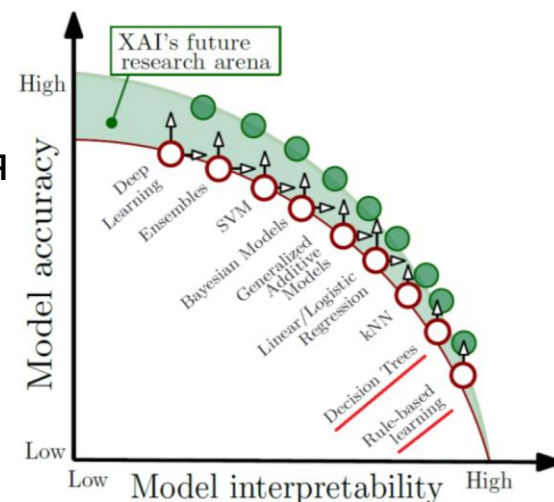 XAI's future
research arena
High
я
Deep
Learning
Ensembles
SVM
Bayesian Models
Generalized
Additive
Models
Linear/Logistic
Regression
kNN
Decision Trees
Rule-based
learning
Model accuracy
Low
Low
Model interpretability
High